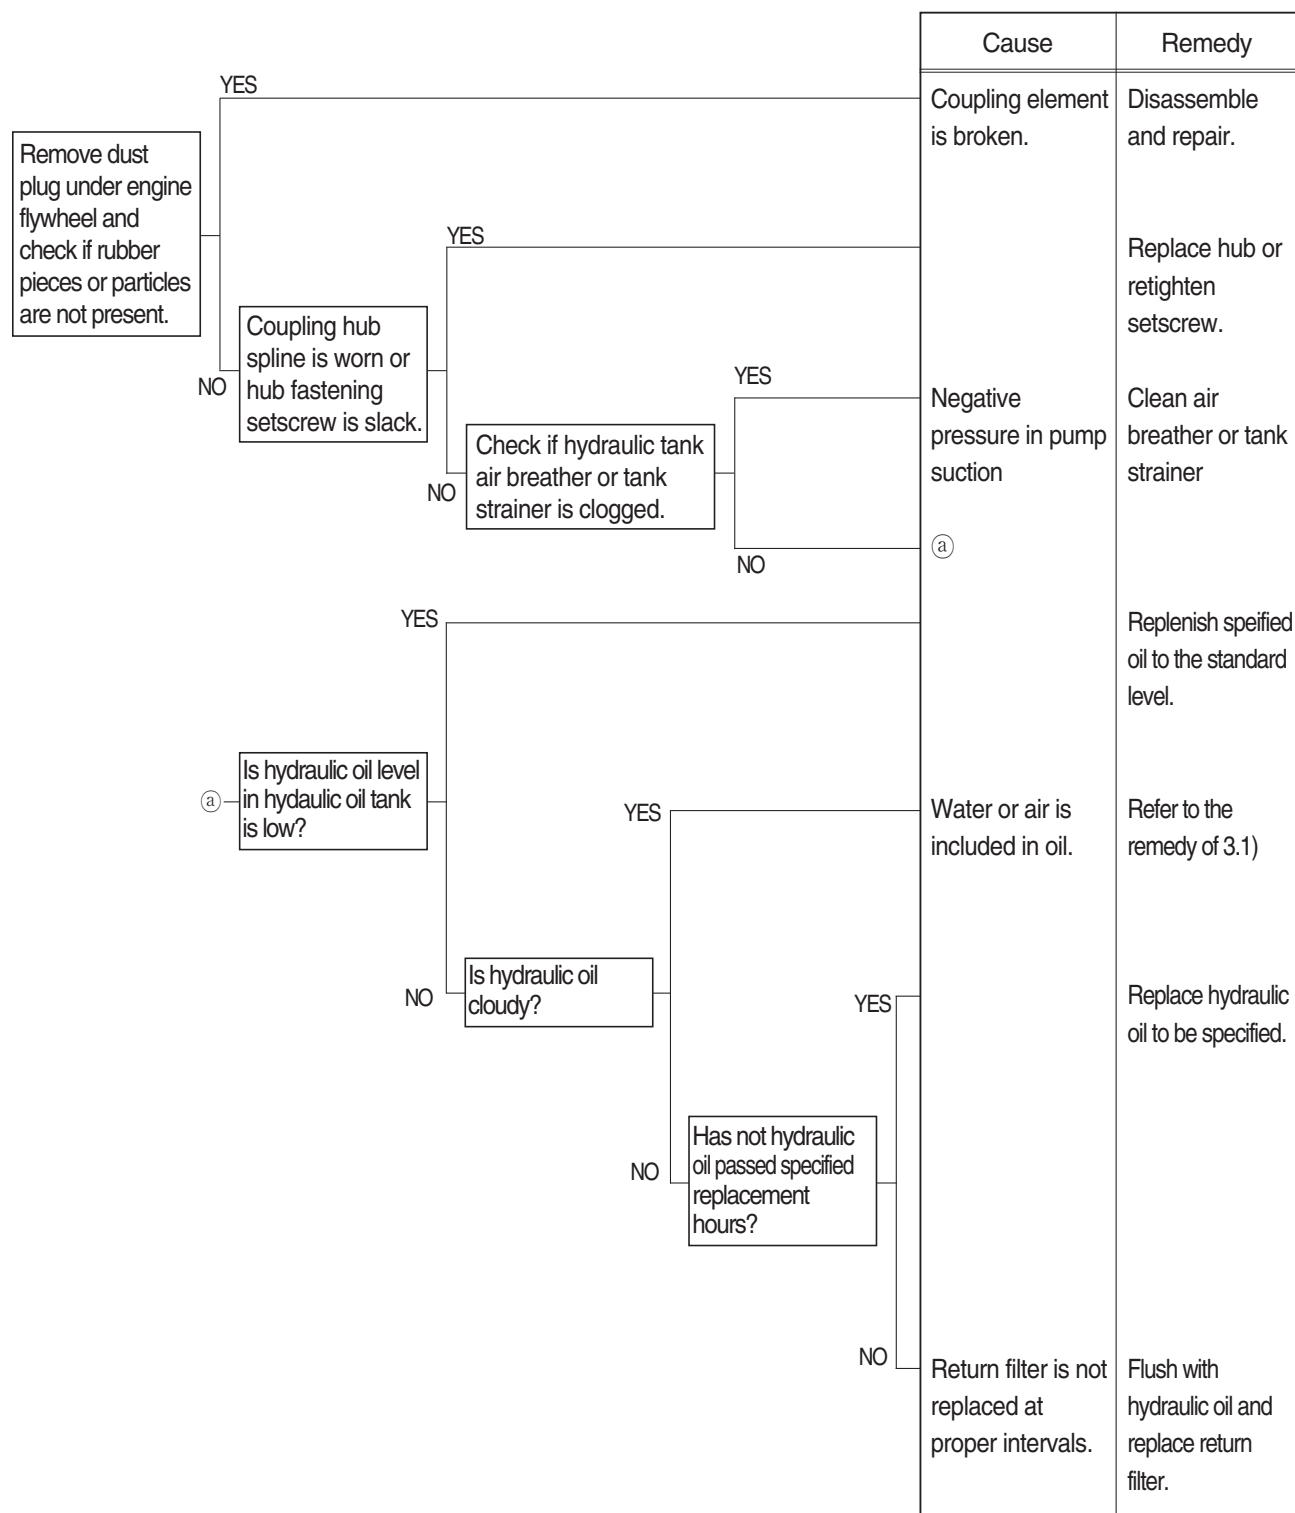 Cause
Remedy
YES
Coupling element
is broken.
Disassemble
and repair.
Remove dust
plug under engine
flywheel and
check if rubber
pieces or particles
are not present.
YES
Replace hub or
retighten
setscrew.
NO
Coupling hub
spline is worn or
hub fastening
setscrew is slack.
YES
Negative
pressure in pump
suction
Clean air
breather or tank
strainer
NO
Check if hydraulic tank
air breather or tank
strainer is clogged.
NO
ⓐ
YES
Replenish speified
oil to the standard
level.
ⓐ
Is hydraulic oil level
in hydaulic oil tank
is low?
YES
Water or air is
included in oil.
Refer to the
remedy of 3.1)
NO
Is hydraulic oil
cloudy?
YES
Replace hydraulic
oil to be specified.
NO
Has not hydraulic
oil passed specified
replacement
hours?
NO
Return filter is not
replaced at
proper intervals.
Flush with
hydraulic oil and
replace return
filter.